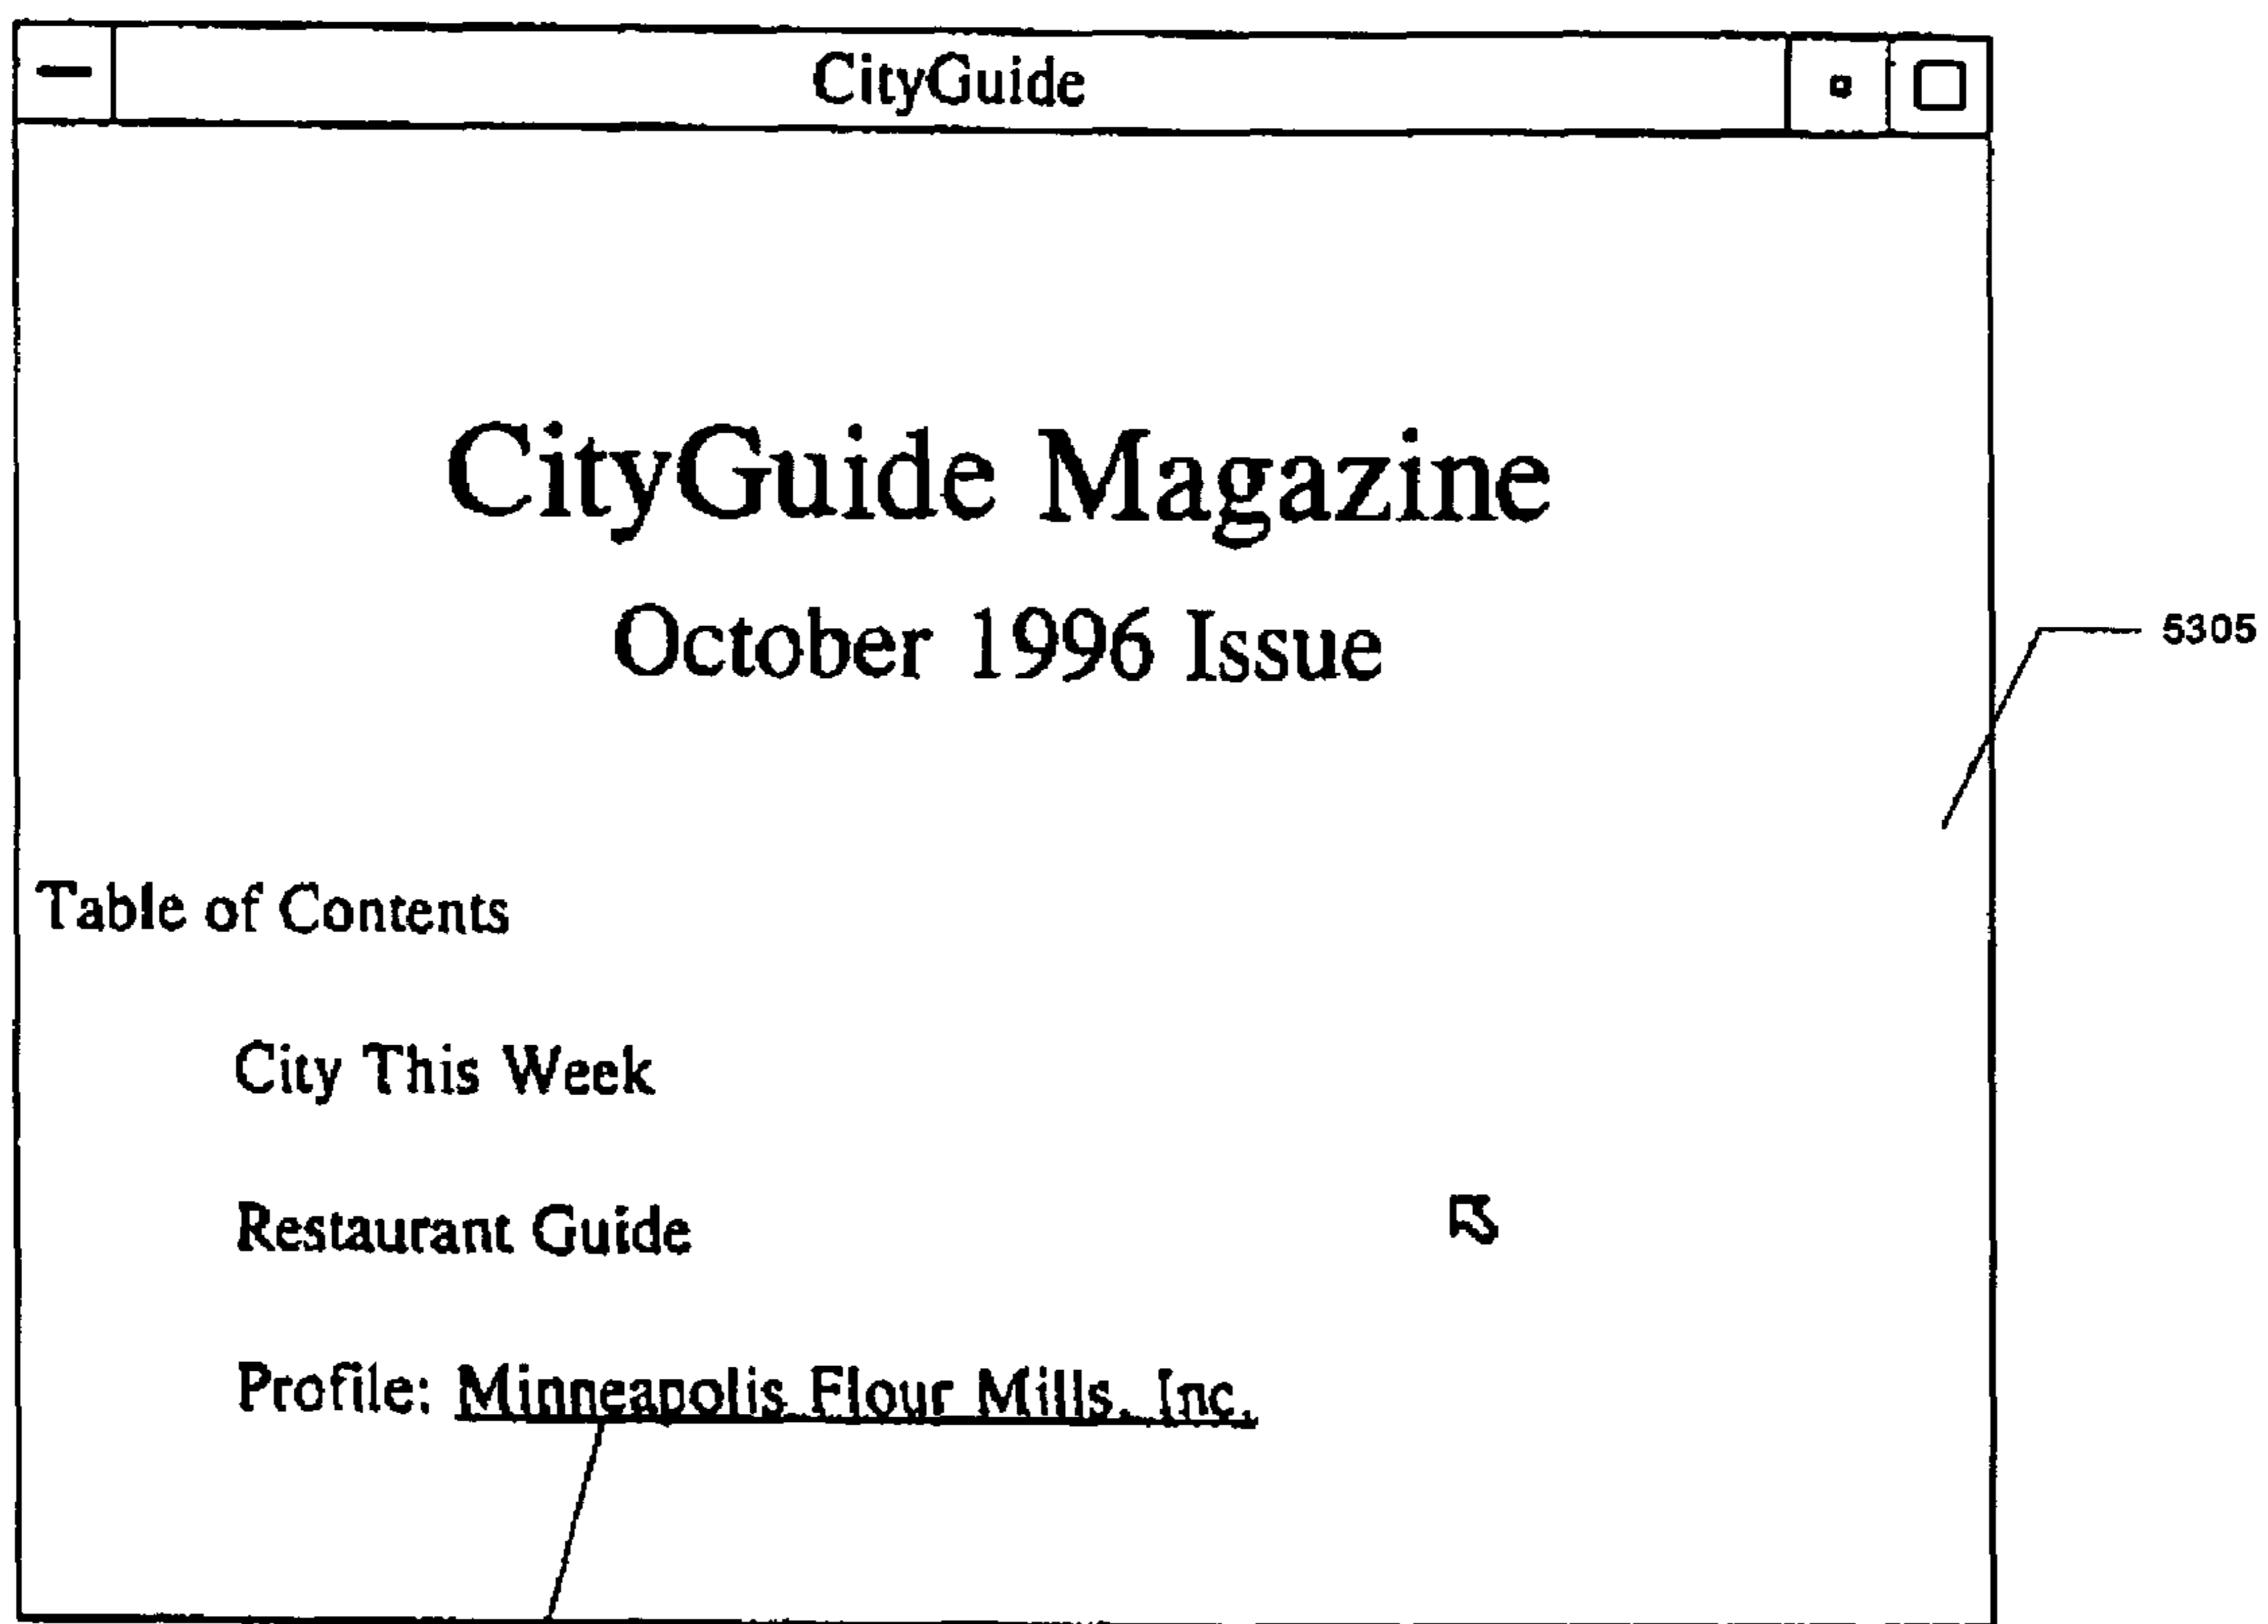 CityGuide
CityGuide Magazine
October 1996 Issue
5305
Table of Contents
City This Week
Restaurant Guide
Profile: Minneapolis Flour Mills, Inc.